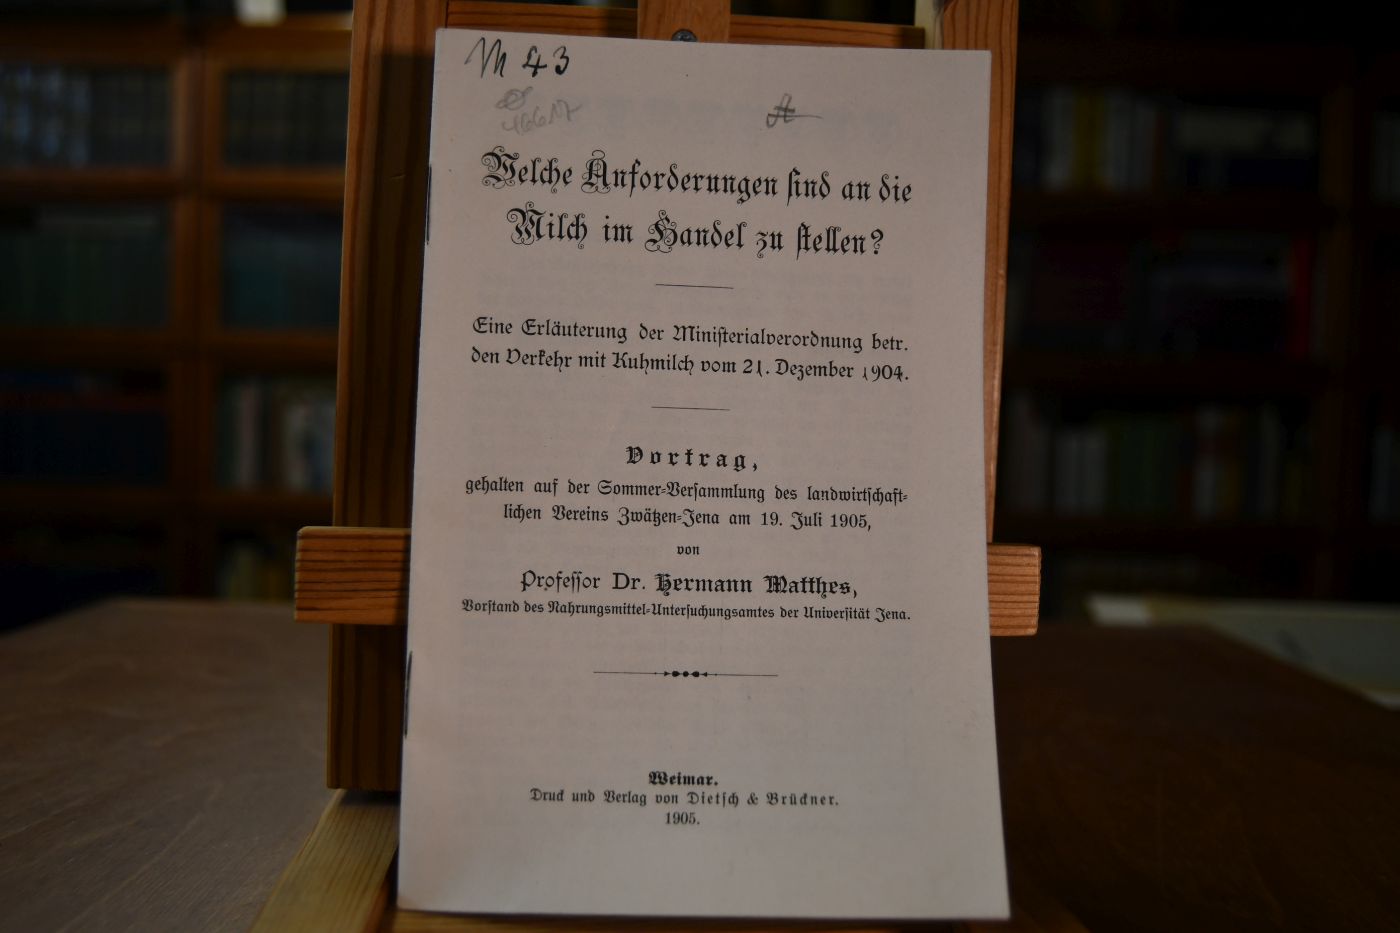 M 43
Welche Anforderungen sind an die
Milch im Handel zu stellen?
Eine Erläuterung der Ministerialverordnung betr.
den Verkehr mit Kuhmilch vom 21. Dezember 1904.
Vortrag,
gehalten auf der Sommer-Versammlung des landwirtschaft-
lichen Vereins Zwätzen-Jena am 19. Juli 1905,
von
Professor Dr. Hermann Matthes,
Vorstand des Nahrungsmittel-Untersuchungsamtes der Universität Jena.
Weimar.
Druck und Verlag von Dietsch & Brückner.
1905.